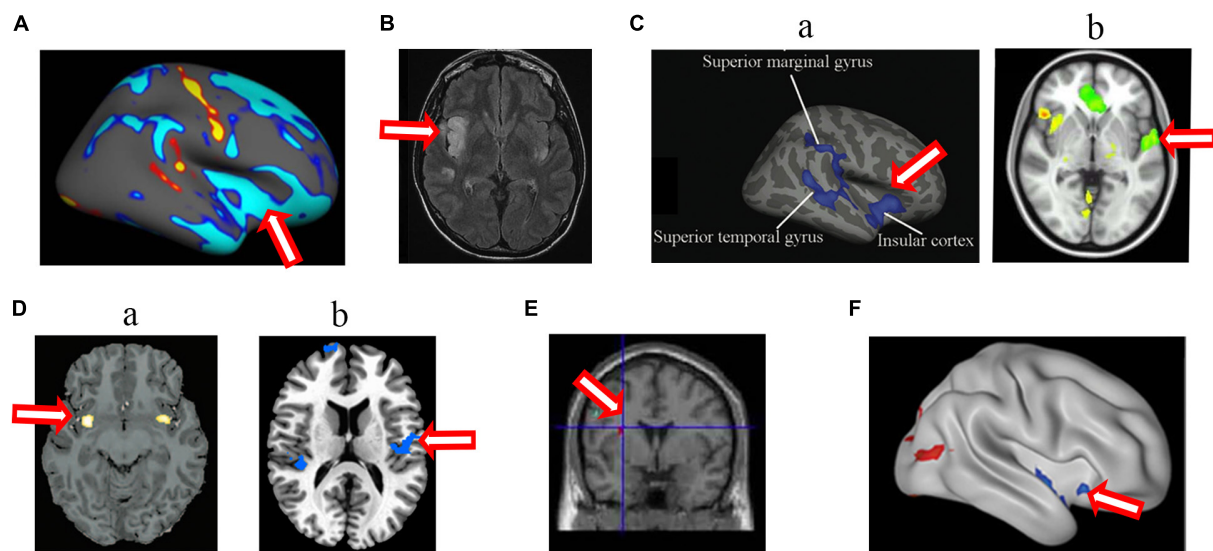 A
B
C
a
b
Superior marginal gyrus
Superior temporal gyrus
Insular cortex
D
a
b
E
F